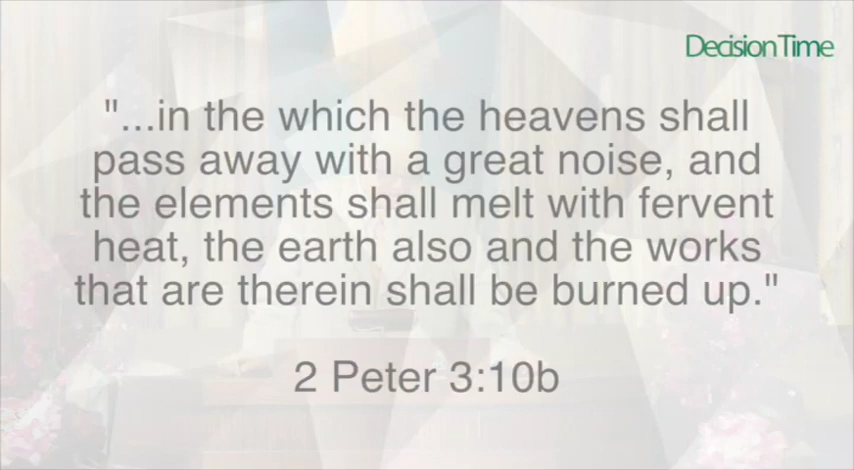 DecisionTime
"...in the which the heavens shall
pass away with a great noise, and
the elements shall melt with fervent
heat, the earth also and the works
that are therein shall be burned up."
2 Peter 3:10b